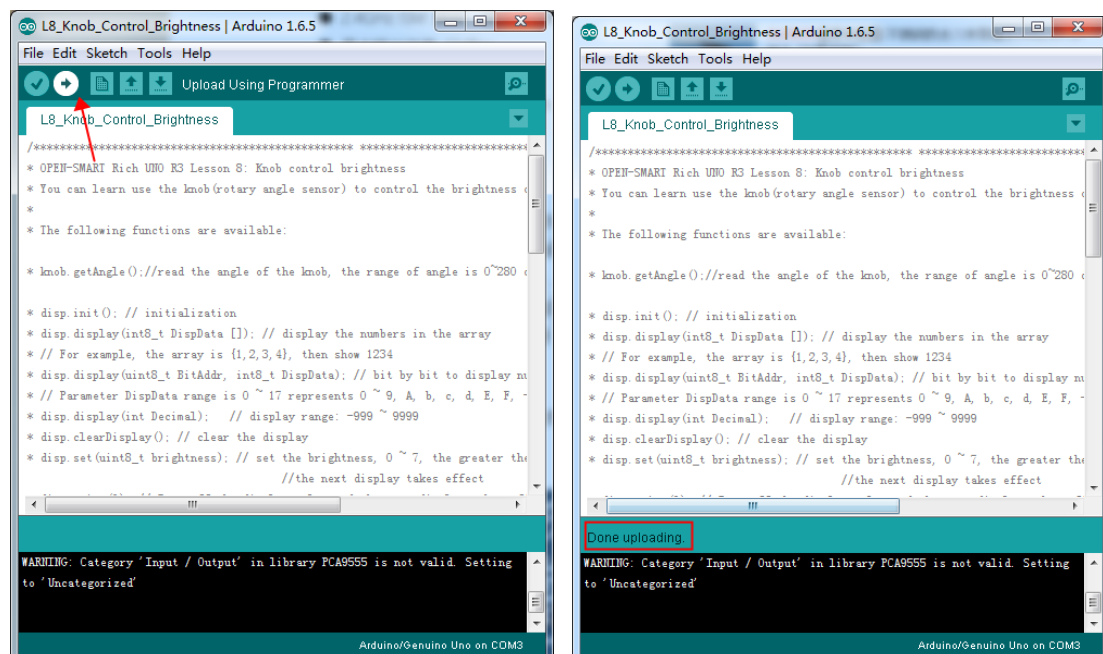 L8_Knob_Control_Brightness | Arduino 1.6.5
File Edit Sketch Tools Help
Upload Using Programmer
L8_Knob_Control_Brightness
/************************************************ *************************
* OPEN-SMART Rich UNO R3 Lesson 8: Knob control brightness
* You can learn use the knob(rotary angle sensor) to control the brightness
*
* The following functions are available:
* knob.getAngle();//read the angle of the knob, the range of angle is 0~280
* disp.init(); // initialization
* disp.display(int8_t DispData []); // display the numbers in the array
* // For example, the array is {1,2,3,4}, then show 1234
* disp.display(uint8_t BitAddr, int8_t DispData); // bit by bit to display
* // Parameter DispData range is 0 ~ 17 represents 0 ~ 9, A, b, c, d, E, F, -
* disp.display(int Decimal); // display range: -999 ~ 9999
* disp.clearDisplay(); // clear the display
* disp.set(uint8_t brightness); // set the brightness, 0 ~ 7, the greater the
//the next display takes effect
WARNING: Category 'Input / Output' in library PCA9555 is not valid. Setting
to 'Uncategorized'
Arduino/Genuino Uno on COM3
L8_Knob_Control_Brightness | Arduino 1.6.5
File Edit Sketch Tools Help
L8_Knob_Control_Brightness
/************************************************ *************************
* OPEN-SMART Rich UNO R3 Lesson 8: Knob control brightness
* You can learn use the knob(rotary angle sensor) to control the brightness
*
* The following functions are available:
* knob.getAngle();//read the angle of the knob, the range of angle is 0~280
* disp.init(); // initialization
* disp.display(int8_t DispData []); // display the numbers in the array
* // For example, the array is {1,2,3,4}, then show 1234
* disp.display(uint8_t BitAddr, int8_t DispData); // bit by bit to display
* // Parameter DispData range is 0 ~ 17 represents 0 ~ 9, A, b, c, d, E, F, -
* disp.display(int Decimal); // display range: -999 ~ 9999
* disp.clearDisplay(); // clear the display
* disp.set(uint8_t brightness); // set the brightness, 0 ~ 7, the greater the
//the next display takes effect
Done uploading.
WARNING: Category 'Input / Output' in library PCA9555 is not valid. Setting
to 'Uncategorized'
Arduino/Genuino Uno on COM3